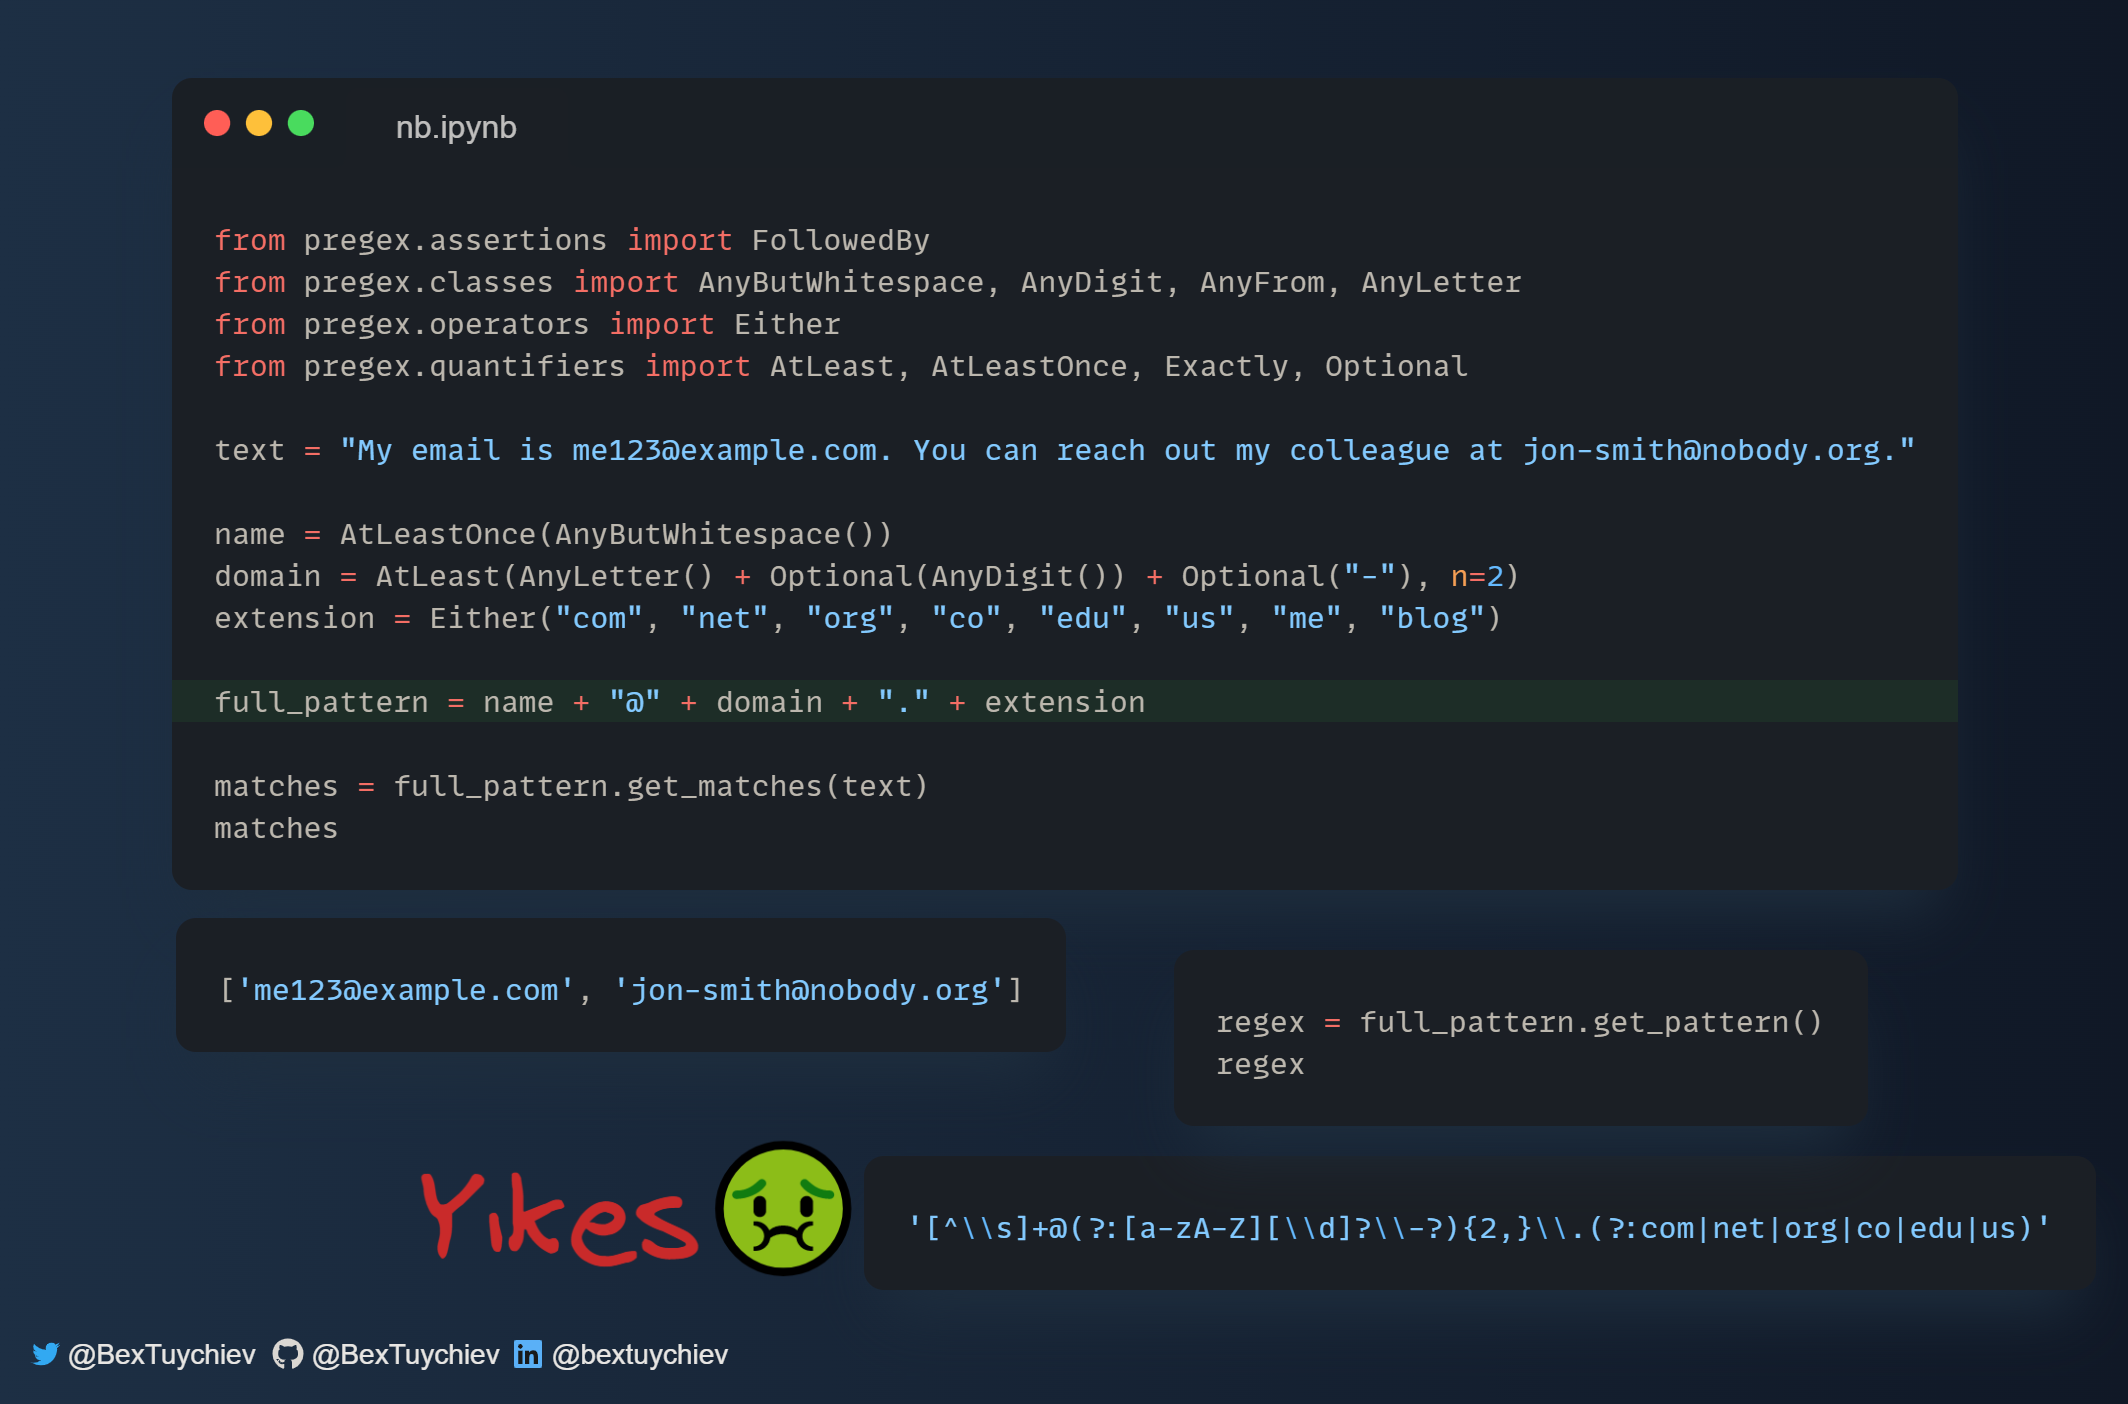 nb.ipynb
from pregex.assertions import FollowedBy
from pregex.classes import AnyButWhitespace, AnyDigit, AnyFrom, AnyLetter
from pregex.operators import Either
from pregex.quantifiers import AtLeast, AtLeastOnce, Exactly, Optional
text = "My email is me123@example.com. You can reach out my colleague at jon-smith@nobody.org."
name = AtLeastOnce(AnyButWhitespace())
domain = AtLeast(AnyLetter() + Optional(AnyDigit()) + Optional("-"), n=2)
extension = Either("com", "net", "org", "co", "edu", "us", "me", "blog")
full_pattern = name + "@" + domain + "." + extension
matches = full_pattern.get_matches(text)
matches
['me123@example.com', 'jon-smith@nobody.org']
regex = full_pattern.get_pattern()
regex
Yikes
'[^\\s]+@(?:[a-zA-Z][\\d]?\\-?){2,}\\.(?:com|net|org|co|edu|us)'
@BexTuychiev @BexTuychiev in @bextuychiev